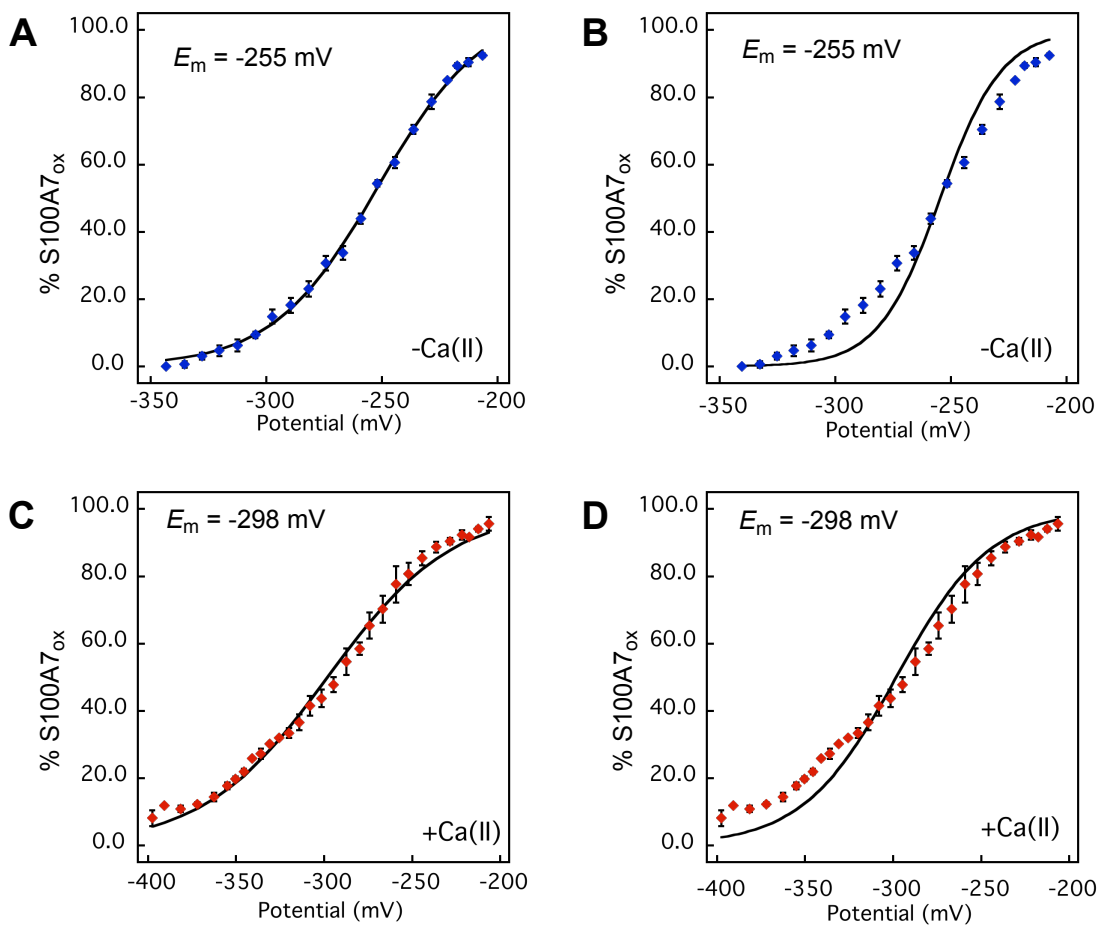 A
Em = -255 mV
100.0
80.0
60.0
40.0
20.0
0.0
% S100A7ox
-Ca(II)
-350
-300
-250
-200
Potential (mV)
B
Em = -255 mV
100.0
80.0
60.0
40.0
20.0
0.0
% S100A7ox
-Ca(II)
-350
-300
-250
-200
Potential (mV)
C
Em = -298 mV
100.0
80.0
60.0
40.0
20.0
0.0
% S100A7ox
+Ca(II)
-400
-350
-300
-250
-200
Potential (mV)
D
Em = -298 mV
100.0
80.0
60.0
40.0
20.0
0.0
% S100A7ox
+Ca(II)
-400
-350
-300
-250
-200
Potential (mV)